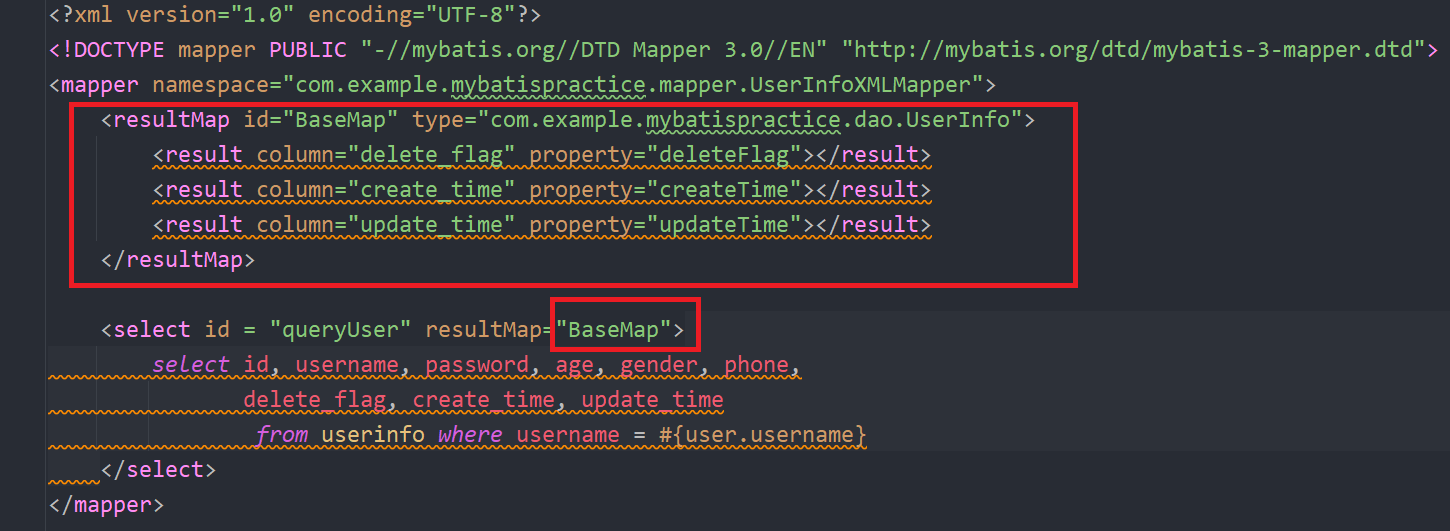 <?xml version="1.0" encoding="UTF-8"?>
<!DOCTYPE mapper PUBLIC "-//mybatis.org//DTD Mapper 3.0//EN" "http://mybatis.org/dtd/mybatis-3-mapper.dtd">
<mapper namespace="com.example.mybatispractice.mapper.UserInfoXMLMapper">
<resultMap id="BaseMap" type="com.example.mybatispractice.dao.UserInfo">
<result column="delete_flag" property="deleteFlag"></result>
<result column="create_time" property="createTime"></result>
<result column="update_time" property="updateTime"></result>
</resultMap>
<select id = "queryUser" resultMap="BaseMap">
select id, username, password, age, gender, phone,
delete_flag, create_time, update_time
from userinfo where username = #{user.username}
</select>
</mapper>